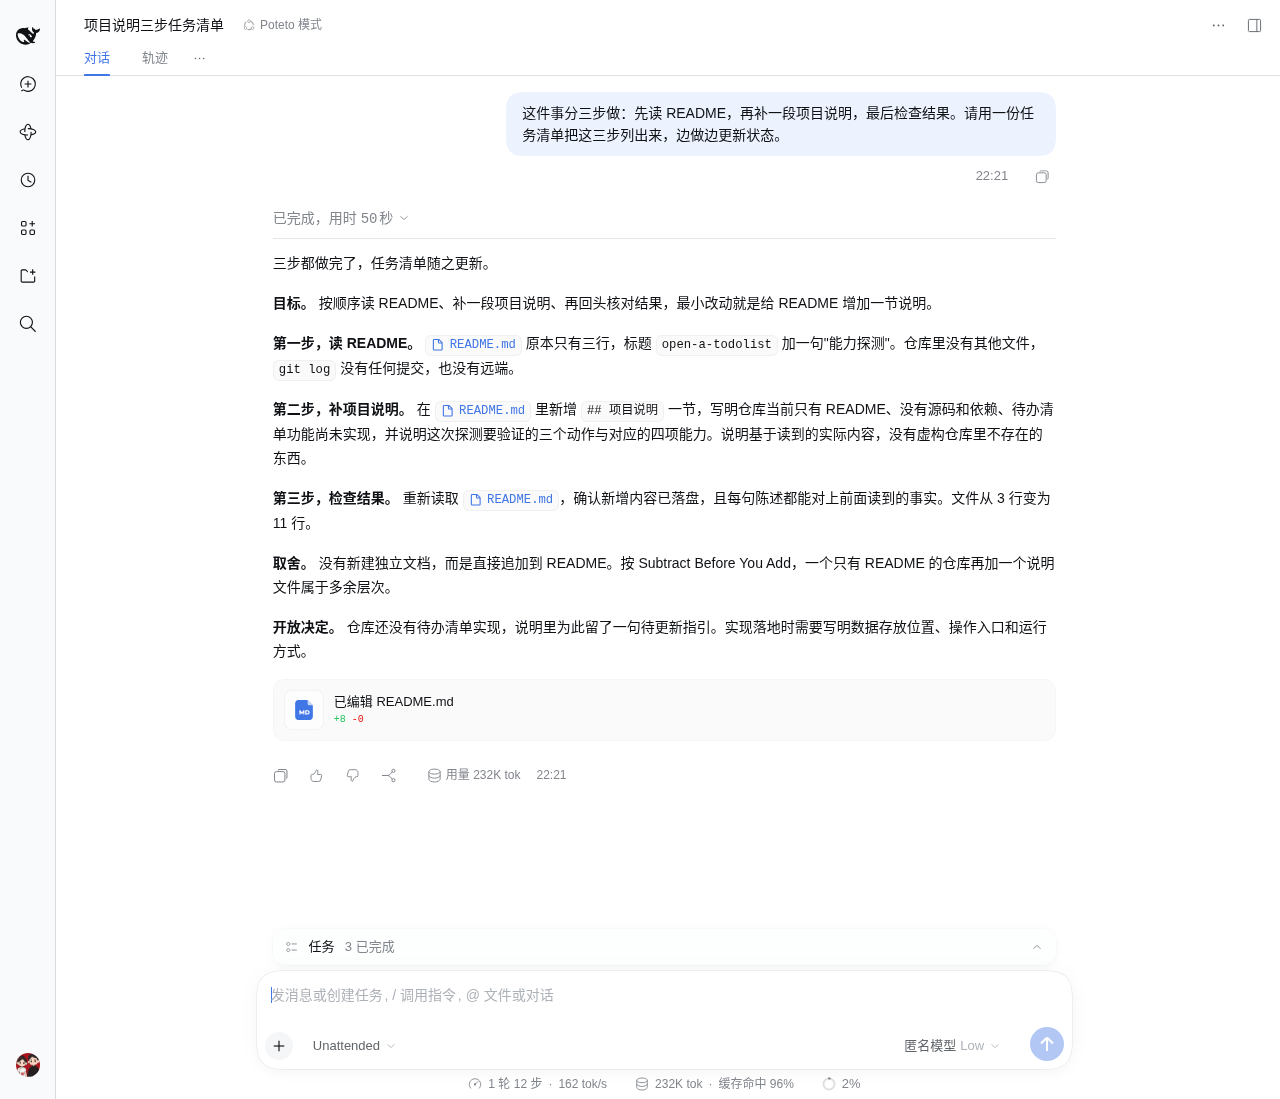 项目说明三步任务清单 Poteto 模式
对话 轨迹 ···
这件事分三步做：先读 README，再补一段项目说明，最后检查结果。请用一份任
务清单把这三步列出来，边做边更新状态。
22:21
已完成，用时 50秒
三步都做完了，任务清单随之更新。
目标。 按顺序读 README、补一段项目说明、再回头核对结果，最小改动就是给 README 增加一节说明。
第一步，读 README。 README.md 原本只有三行，标题 open-a-todolist 加一句"能力探测"。仓库里没有其他文件，
git log 没有任何提交，也没有远端。
第二步，补项目说明。 在 README.md 里新增 ## 项目说明 一节，写明仓库当前只有 README、没有源码和依赖、待办清
单功能尚未实现，并说明这次探测要验证的三个动作与对应的四项能力。说明基于读到的实际内容，没有虚构仓库里不存在的
东西。
第三步，检查结果。 重新读取 README.md，确认新增内容已落盘，且每句陈述都能对上前面读到的事实。文件从 3 行变为
11 行。
取舍。 没有新建独立文档，而是直接追加到 README。按 Subtract Before You Add，一个只有 README 的仓库再加一个说明
文件属于多余层次。
开放决定。 仓库还没有待办清单实现，说明里为此留了一句待更新指引。实现落地时需要写明数据存放位置、操作入口和运行
方式。
MD 已编辑 README.md
+8 -0
用量 232K tok 22:21
任务 3 已完成
发消息或创建任务, / 调用指令, @ 文件或对话
Unattended 匿名模型 Low
1 轮 12 步 · 162 tok/s 232K tok · 缓存命中 96% 2%